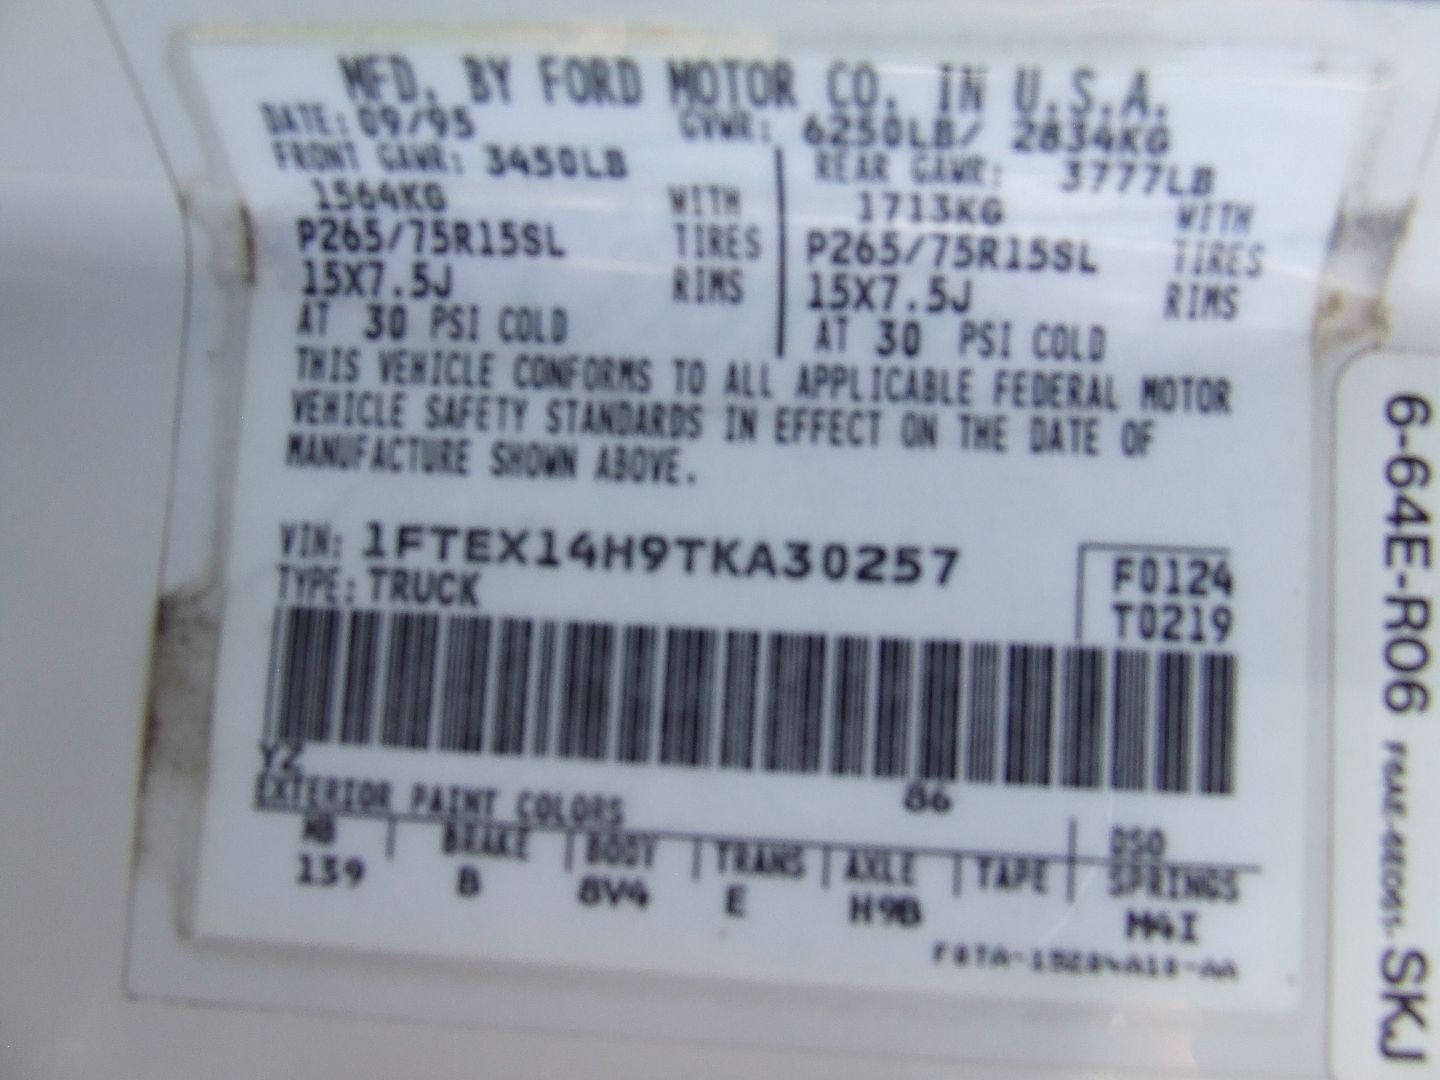 MFD. BY FORD MOTOR CO. IN U.S.A.
DATE: 09/95 GVWR: 6250LB/ 2834KG
FRONT GAWR: 3450LB REAR GAWR: 3777LB
1564KG WITH 1713KG WITH
P265/75R15SL TIRES P265/75R15SL TIRES
15X7.5J RIMS 15X7.5J RIMS
AT 30 PSI COLD AT 30 PSI COLD
THIS VEHICLE CONFORMS TO ALL APPLICABLE FEDERAL MOTOR
VEHICLE SAFETY STANDARDS IN EFFECT ON THE DATE OF
MANUFACTURE SHOWN ABOVE.
VIN: 1FTEX14H9TKA30257 F0124
TYPE: TRUCK T0219
YZ 86
EXTERIOR PAINT COLORS DSO
WB BRAKE BODY TRANS AXLE TAPE SPRINGS
139 B 8V4 E H9B M4I
6-64E-R06 SKJ